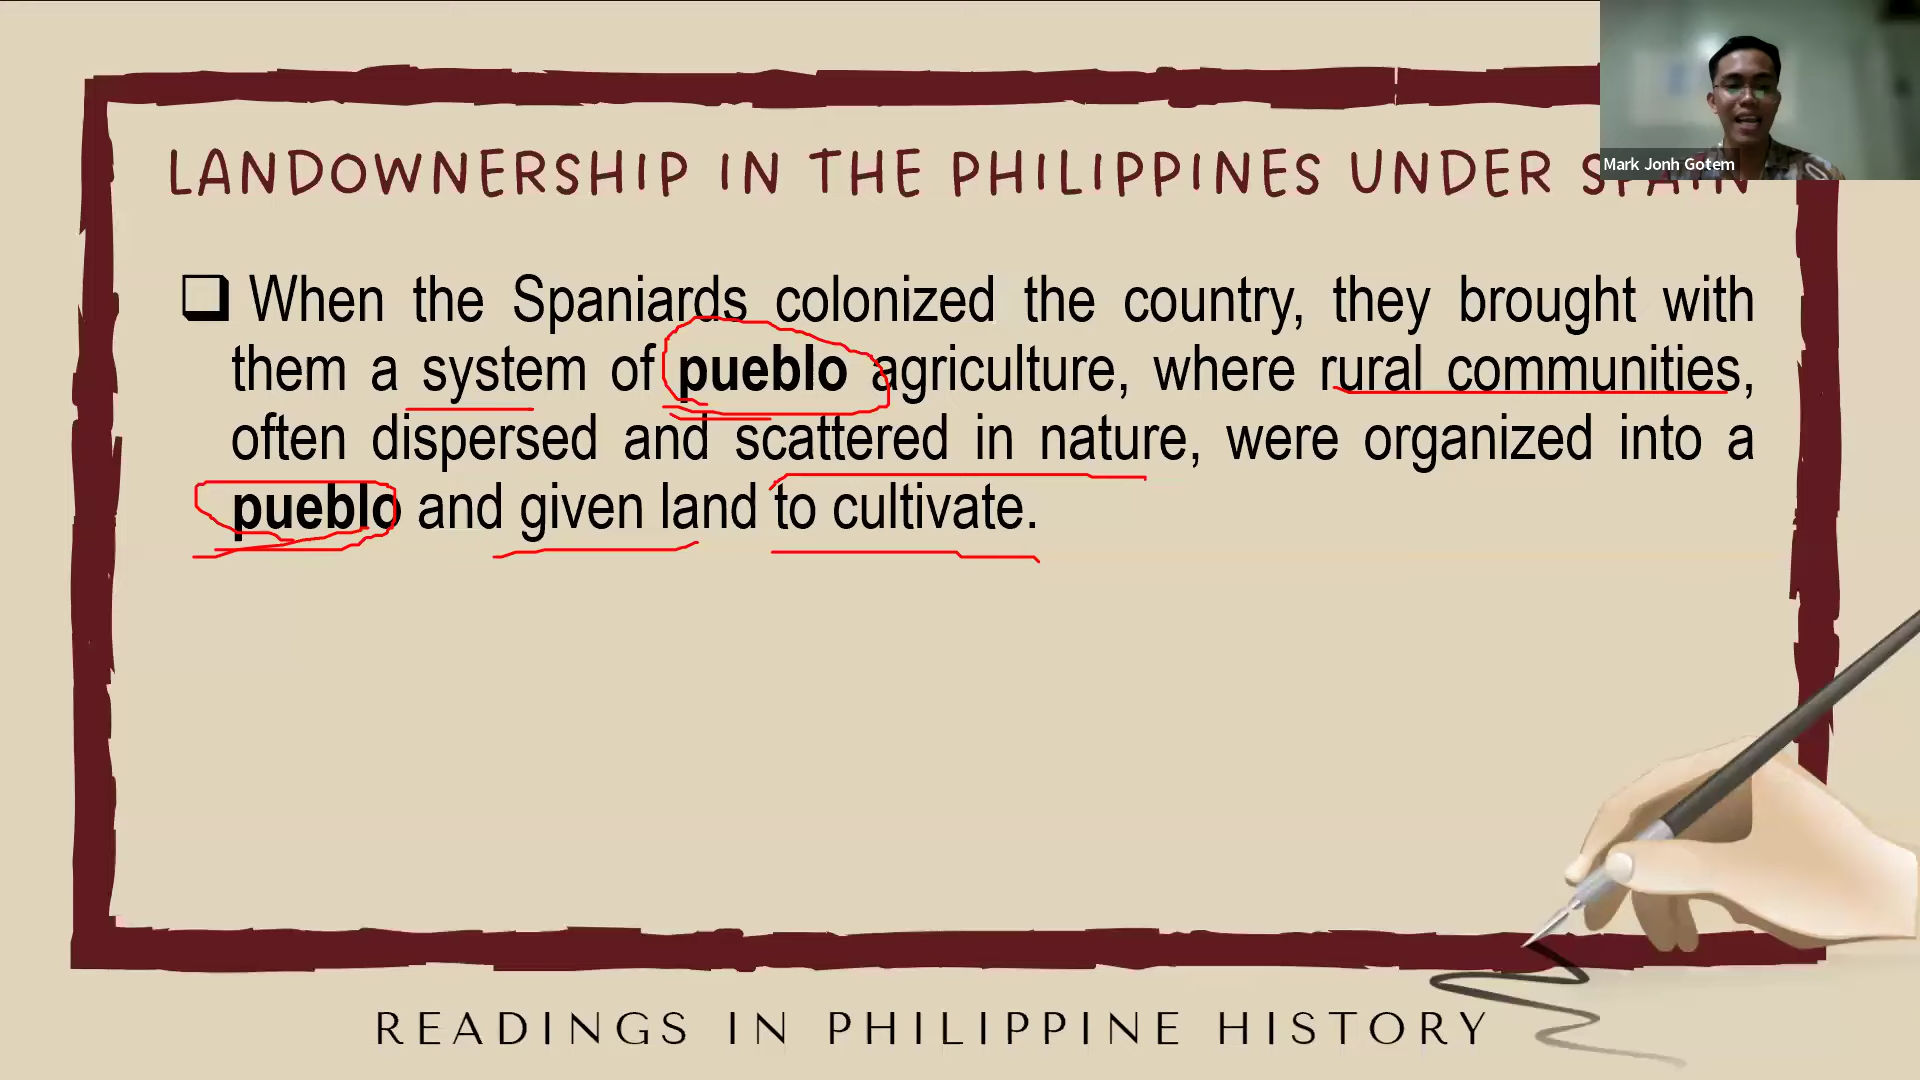 Mark Jonh Gotem
LANDOWNERSHIP IN THE PHILIPPINES UNDER SPAIN
When the Spaniards colonized the country, they brought with
them a system of pueblo agriculture, where rural communities,
often dispersed and scattered in nature, were organized into a
pueblo and given land to cultivate.
READINGS IN PHILIPPINE HISTORY